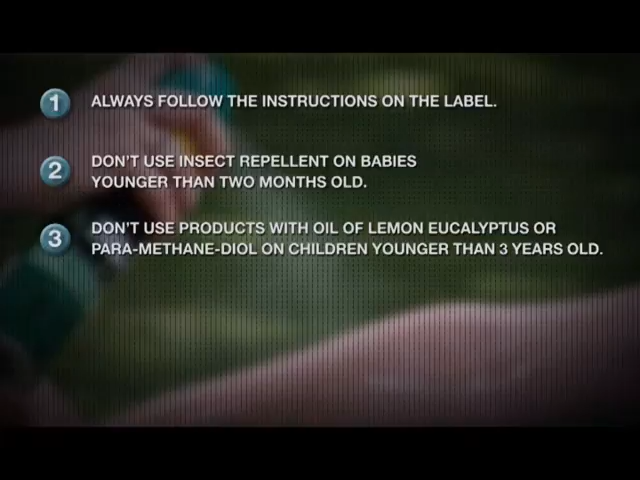 1 ALWAYS FOLLOW THE INSTRUCTIONS ON THE LABEL.
2 DON'T USE INSECT REPELLENT ON BABIES
YOUNGER THAN TWO MONTHS OLD.
3 DON'T USE PRODUCTS WITH OIL OF LEMON EUCALYPTUS OR
PARA-METHANE-DIOL ON CHILDREN YOUNGER THAN 3 YEARS OLD.